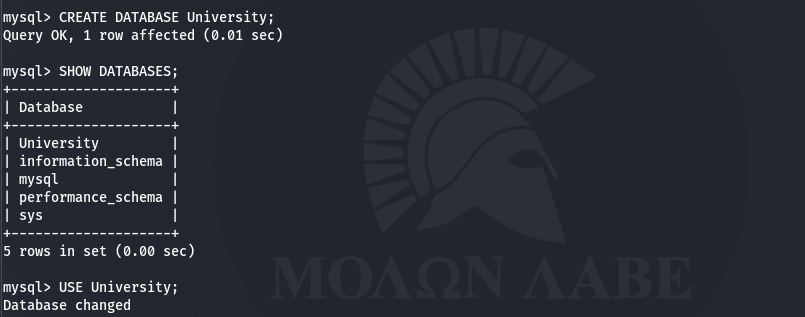 mysql> CREATE DATABASE University;
Query OK, 1 row affected (0.01 sec)
mysql> SHOW DATABASES;
+--------------------+
| Database           |
+--------------------+
| University         |
| information_schema |
| mysql              |
| performance_schema |
| sys                |
+--------------------+
5 rows in set (0.00 sec)
mysql> USE University;
Database changed
ΜΟΛΩΝ ΛΑΒΕ